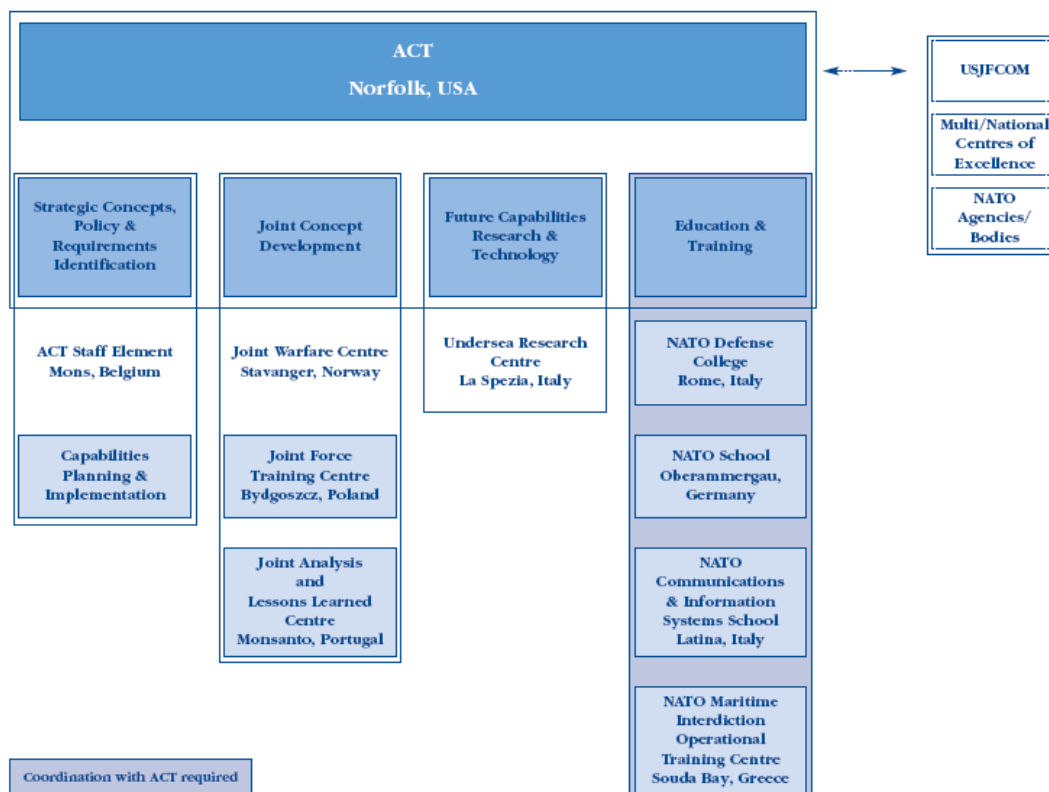 ACT
Norfolk, USA
USJFCOM
Multi/National
Centres of
Excellence
NATO
Agencies/
Bodies
Strategic Concepts,
Policy &
Requirements
Identification
ACT Staff Element
Mons, Belgium
Capabilities
Planning &
Implementation
Joint Concept
Development
Joint Warfare Centre
Stavanger, Norway
Joint Force
Training Centre
Bydgoszcz, Poland
Joint Analysis
and
Lessons Learned
Centre
Monsanto, Portugal
Future Capabilities
Research &
Technology
Undersea Research
Centre
La Spezia, Italy
Education &
Training
NATO Defense
College
Rome, Italy
NATO School
Oberammergau,
Germany
NATO
Communications
& Information
Systems School
Latina, Italy
NATO Maritime
Interdiction
Operational
Training Centre
Souda Bay, Greece
Coordination with ACT required